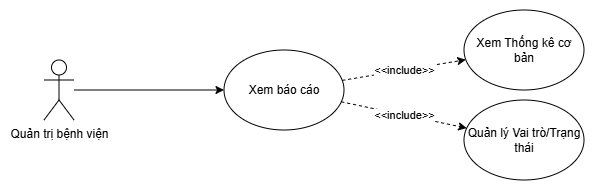 Xem Thống kê cơ
bản
<<include>>
Xem báo cáo
<<include>>
Quản trị bệnh viện
Quản lý Vai trò/Trạng
thái